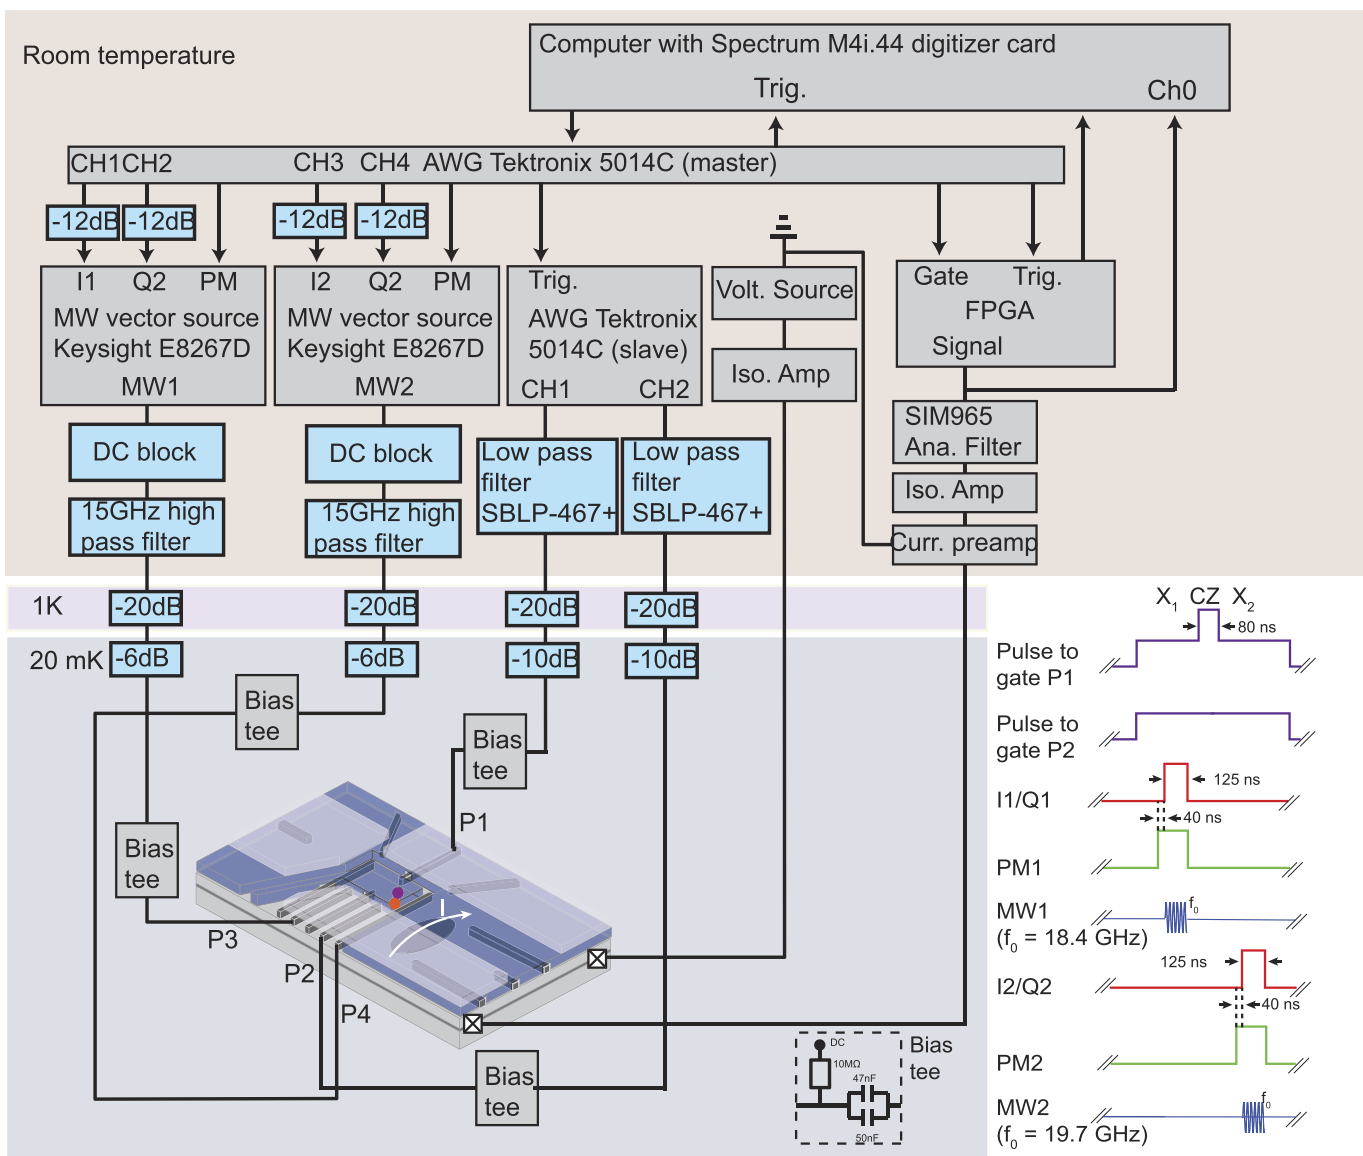 Room temperature
Computer with Spectrum M4i.44 digitizer card
Trig.
Ch0
CH1 CH2 CH3 CH4 AWG Tektronix 5014C (master)
-12dB -12dB -12dB -12dB
I1 Q2 PM
MW vector source
Keysight E8267D
MW1
I2 Q2 PM
MW vector source
Keysight E8267D
MW2
Trig.
AWG Tektronix
5014C (slave)
CH1 CH2
Volt. Source
Iso. Amp
Gate Trig.
FPGA
Signal
SIM965
Ana. Filter
Iso. Amp
Curr. preamp
DC block
15GHz high
pass filter
DC block
15GHz high
pass filter
Low pass
filter
SBLP-467+
Low pass
filter
SBLP-467+
1K
-20dB -20dB -20dB -20dB
20 mK
-6dB -6dB -10dB -10dB
Bias
tee
Bias
tee
Bias
tee
P1
I
P3
P2
P4
Bias
tee
DC
10MΩ
47nF
50nF
Bias
tee
X₁ CZ X₂
80 ns
Pulse to
gate P1
Pulse to
gate P2
125 ns
I1/Q1
40 ns
PM1
MW1
f₀
(f₀ = 18.4 GHz)
125 ns
I2/Q2
40 ns
PM2
MW2
f₀
(f₀ = 19.7 GHz)